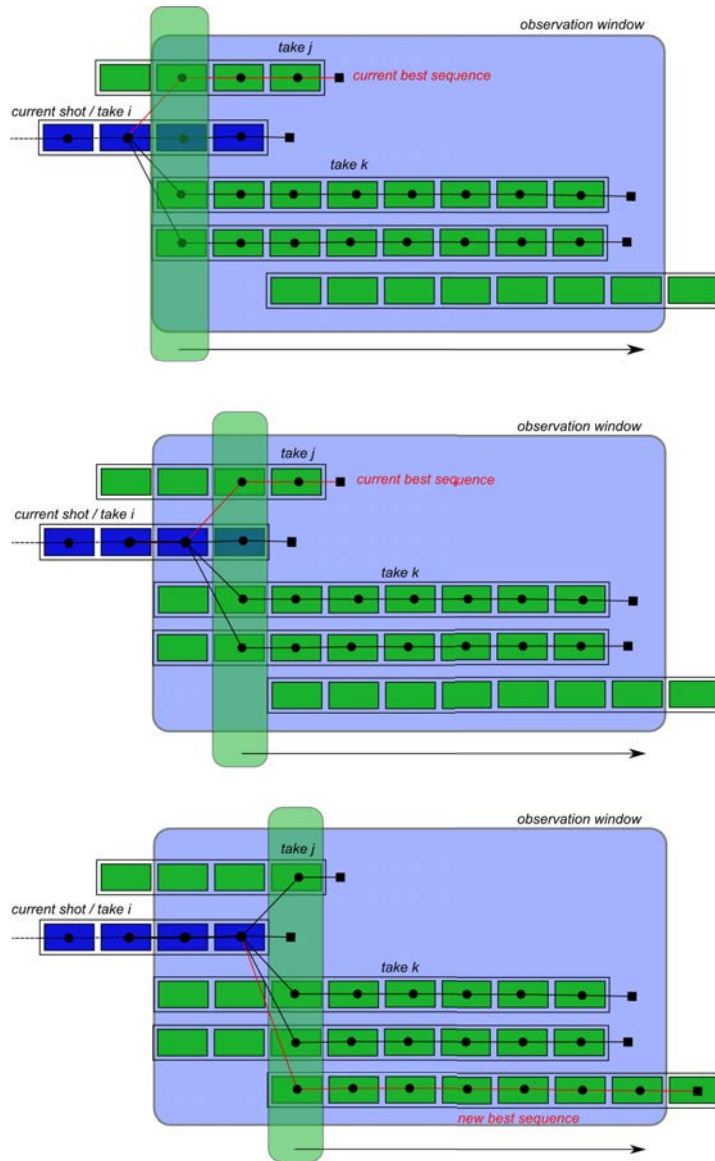 observation window
take j
current best sequence
current shot / take i
take k
observation window
take j
current best sequence
current shot / take i
take k
observation window
take j
current shot / take i
take k
new best sequence